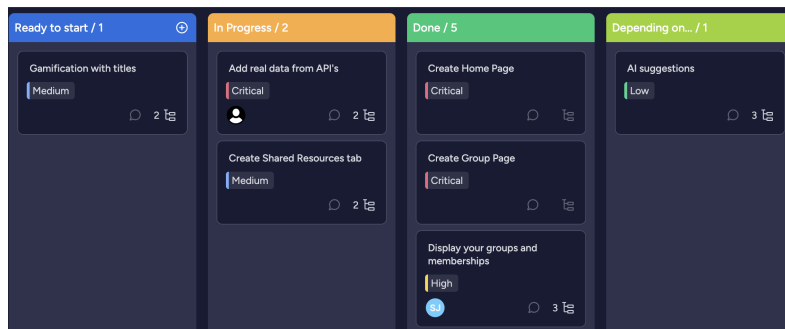 Ready to start / 1
Gamification with titles
Medium
2
In Progress / 2
Add real data from API's
Critical
2
Create Shared Resources tab
Medium
2
Done / 5
Create Home Page
Critical
Create Group Page
Critical
Display your groups and
memberships
High
SJ
3
Depending on... / 1
AI suggestions
Low
3